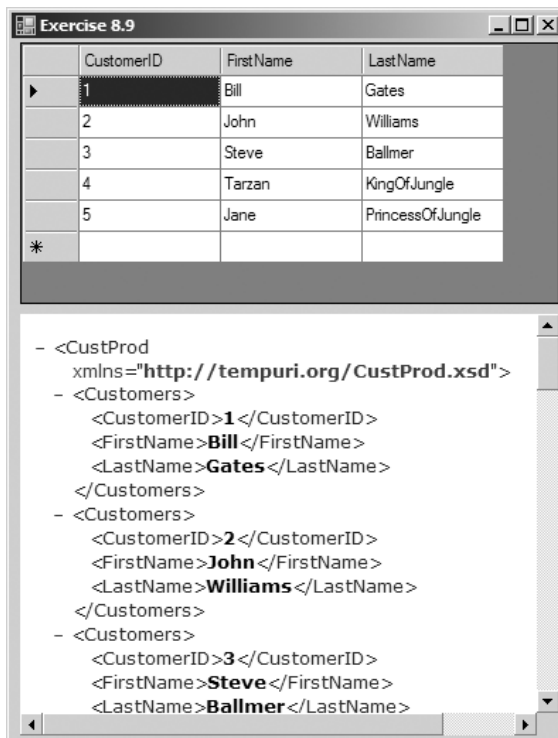 Exercise 8.9
CustomerID FirstName LastName
1 Bill Gates
2 John Williams
3 Steve Ballmer
4 Tarzan KingOfJungle
5 Jane PrincessOfJungle
*
- <CustProd
xmlns="http://tempuri.org/CustProd.xsd">
- <Customers>
<CustomerID>1</CustomerID>
<FirstName>Bill</FirstName>
<LastName>Gates</LastName>
</Customers>
- <Customers>
<CustomerID>2</CustomerID>
<FirstName>John</FirstName>
<LastName>Williams</LastName>
</Customers>
- <Customers>
<CustomerID>3</CustomerID>
<FirstName>Steve</FirstName>
<LastName>Ballmer</LastName>